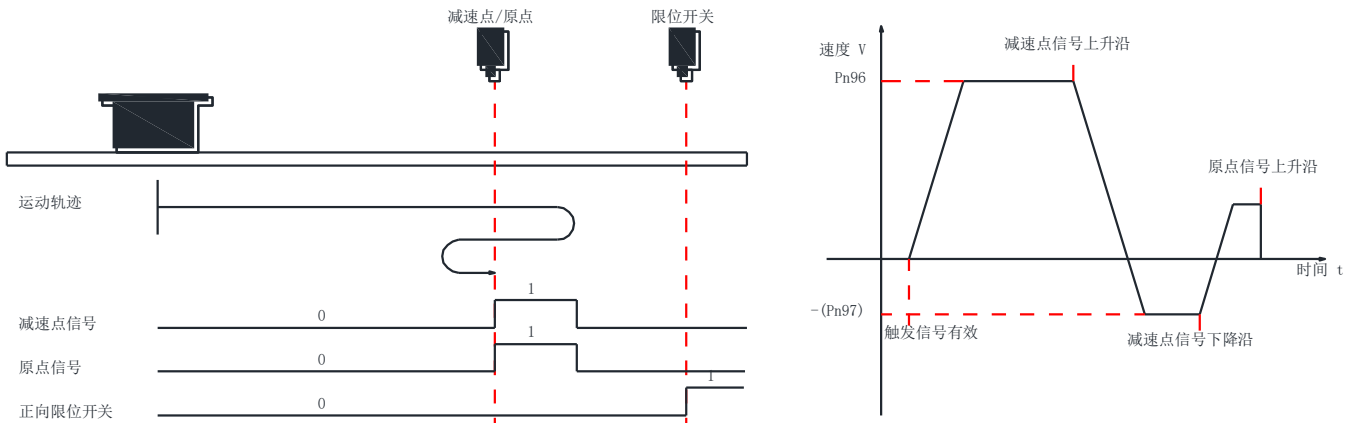 减速点/原点
限位开关
运动轨迹
减速点信号
0
1
原点信号
0
1
正向限位开关
0
1
速度 V
减速点信号上升沿
Pn96
原点信号上升沿
时间 t
-(Pn97)
触发信号有效
减速点信号下降沿